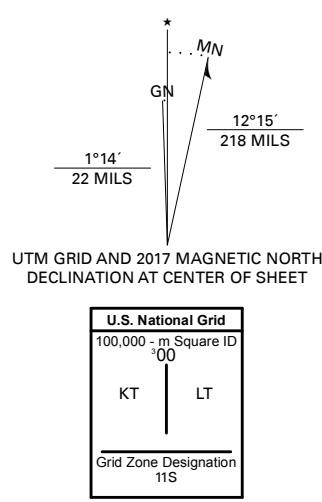 ★
MN
GN
12°15´
218 MILS
1°14´
22 MILS
UTM GRID AND 2017 MAGNETIC NORTH
DECLINATION AT CENTER OF SHEET
U.S. National Grid
100,000 - m Square ID
³00
KT LT
Grid Zone Designation
11S